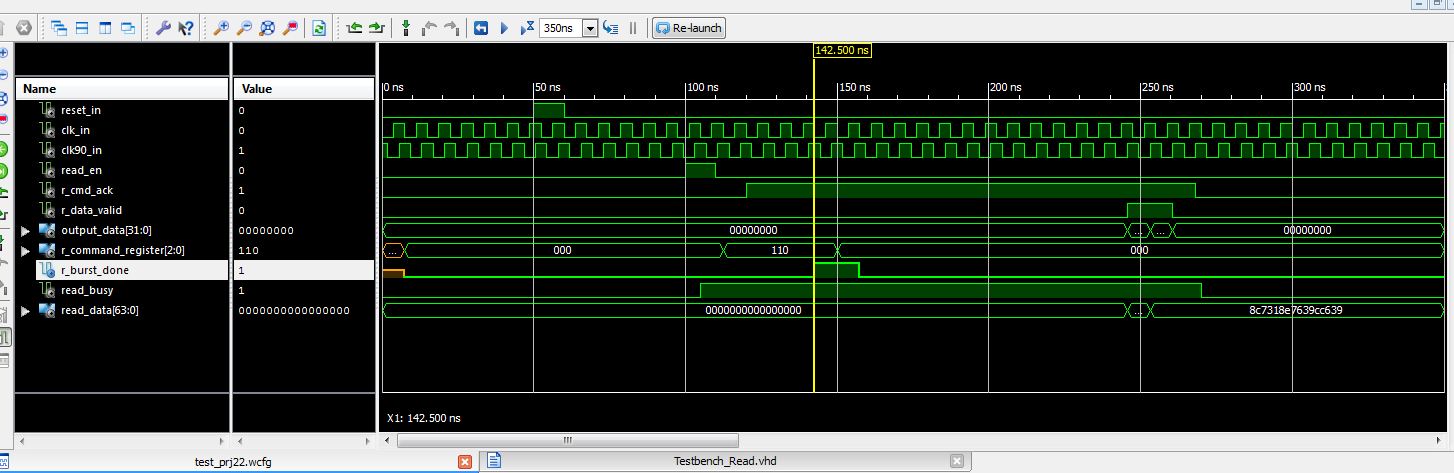 350ns Re-launch
142.500 ns
Name Value
0 ns 50 ns 100 ns 150 ns 200 ns 250 ns 300 ns
reset_in 0
clk_in 0
clk90_in 1
read_en 0
r_cmd_ack 1
r_data_valid 0
output_data[31:0] 00000000 00000000 ... ... 00000000
r_command_register[2:0] 110 ... 000 110 000
r_burst_done 1
read_busy 1
read_data[63:0] 0000000000000000 0000000000000000 ... 8c7318e7639cc639
X1: 142.500 ns
test_prj22.wcfg Testbench_Read.vhd